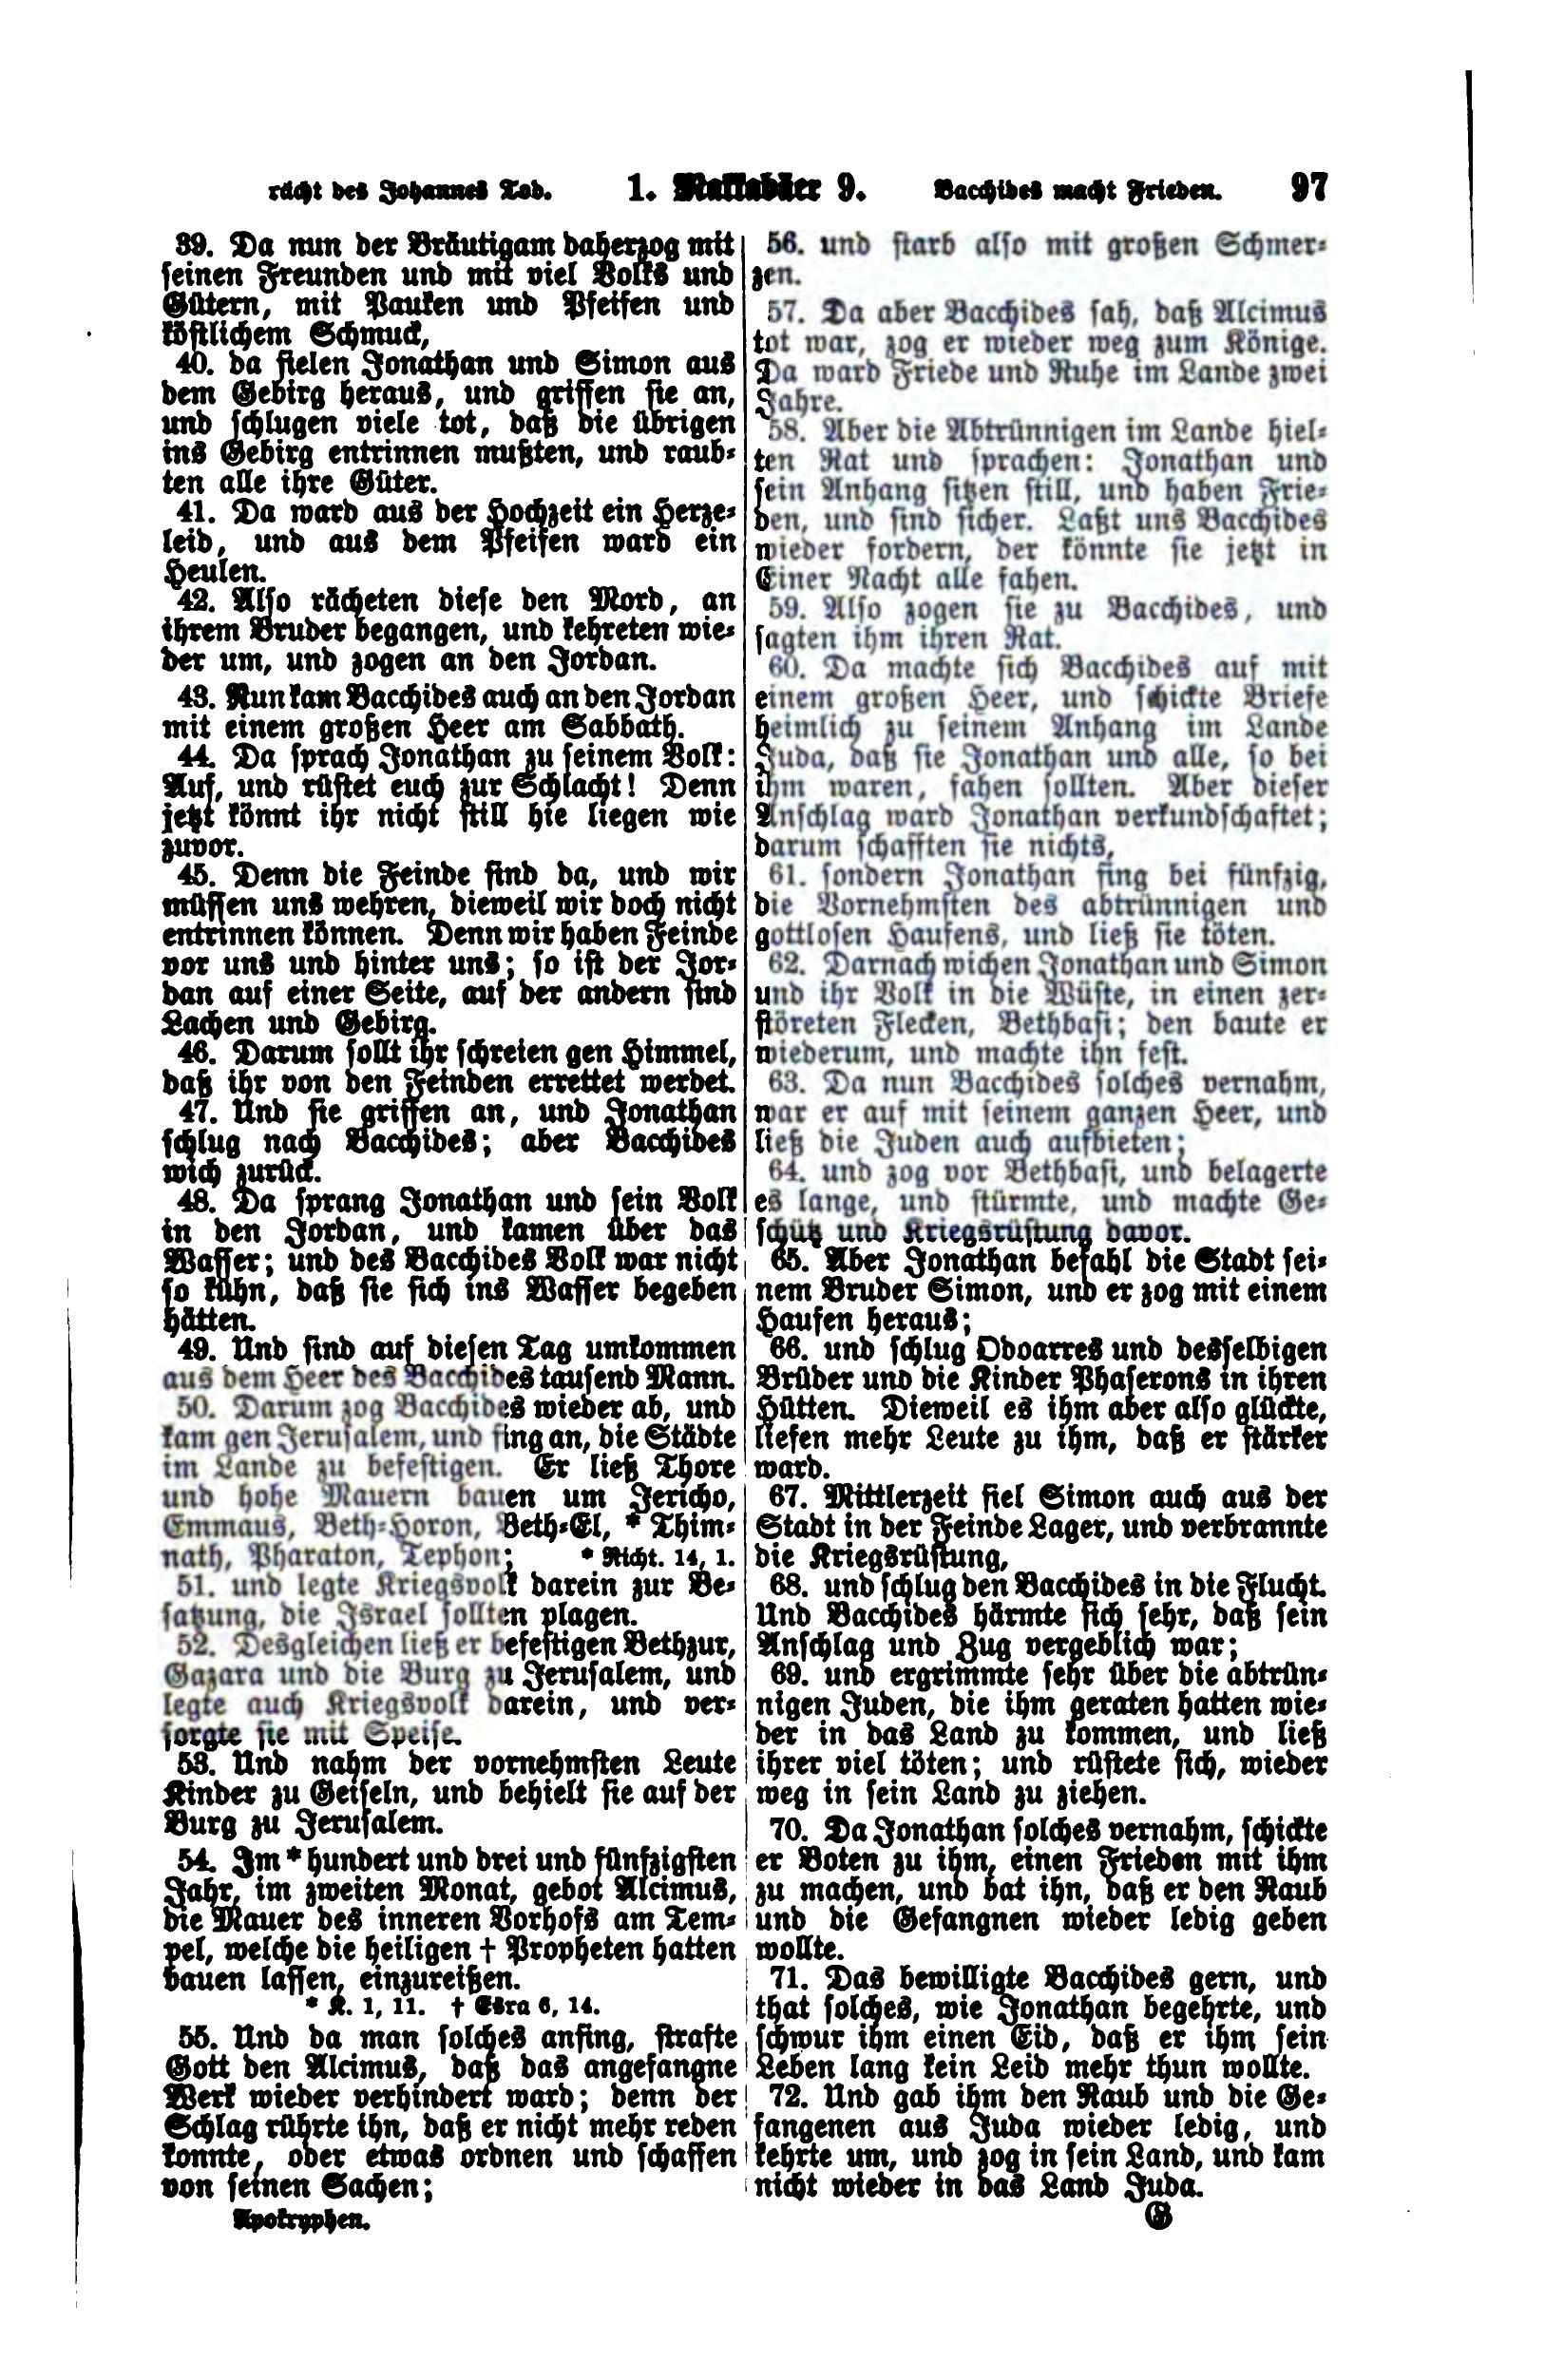 rächt des Johannes Tod. 1. Makkabäer 9. Bacchides macht Frieden. 97
39. Da nun der Bräutigam daherzog mit
seinen Freunden und mit viel Volks und
Gütern, mit Pauken und Pfeifen und
köstlichem Schmuck,
40. da fielen Jonathan und Simon aus
dem Gebirg heraus, und griffen sie an,
und schlugen viele tot, daß die übrigen
ins Gebirg entrinnen mußten, und raub-
ten alle ihre Güter.
41. Da ward aus der Hochzeit ein Herze-
leid, und aus dem Pfeifen ward ein
Heulen.
42. Also rächeten diese den Mord, an
ihrem Bruder begangen, und kehreten wie-
der um, und zogen an den Jordan.
43. Nun kam Bacchides auch an den Jordan
mit einem großen Heer am Sabbath.
44. Da sprach Jonathan zu seinem Volk:
Auf, und rüstet euch zur Schlacht! Denn
jetzt könnt ihr nicht still hie liegen wie
zuvor.
45. Denn die Feinde sind da, und wir
müssen uns wehren, dieweil wir doch nicht
entrinnen können. Denn wir haben Feinde
vor uns und hinter uns; so ist der Jor-
dan auf einer Seite, auf der andern sind
Lachen und Gebirg.
46. Darum sollt ihr schreien gen Himmel,
daß ihr von den Feinden errettet werdet.
47. Und sie griffen an, und Jonathan
schlug nach Bacchides; aber Bacchides
wich zurück.
48. Da sprang Jonathan und sein Volk
in den Jordan, und kamen über das
Wasser; und des Bacchides Volk war nicht
so kühn, daß sie sich ins Wasser begeben
hätten.
49. Und sind auf diesen Tag umkommen
aus dem Heer des Bacchides tausend Mann.
50. Darum zog Bacchides wieder ab, und
kam gen Jerusalem, und fing an, die Städte
im Lande zu befestigen. Er ließ Thore
und hohe Mauern bauen um Jericho,
Emmaus, Beth-Horon, Beth-El, * Thim-
nath, Pharaton, Tephon; * Richt. 14, 1.
51. und legte Kriegsvolk darein zur Be-
satzung, die Israel sollten plagen.
52. Desgleichen ließ er befestigen Bethzur,
Gazara und die Burg zu Jerusalem, und
legte auch Kriegsvolk darein, und ver-
sorgte sie mit Speise.
53. Und nahm der vornehmsten Leute
Kinder zu Geiseln, und behielt sie auf der
Burg zu Jerusalem.
54. Im * hundert und drei und fünfzigsten
Jahr, im zweiten Monat, gebot Alcimus,
die Mauer des inneren Vorhofs am Tem-
pel, welche die heiligen † Propheten hatten
bauen lassen, einzureißen.
* K. 1, 11. † Esra 6, 14.
55. Und da man solches anfing, strafte
Gott den Alcimus, daß das angefangne
Werk wieder verhindert ward; denn der
Schlag rührte ihn, daß er nicht mehr reden
konnte, oder etwas ordnen und schaffen
von seinen Sachen;
Apokryphen.
56. und starb also mit großen Schmer-
zen.
57. Da aber Bacchides sah, daß Alcimus
tot war, zog er wieder weg zum Könige.
Da ward Friede und Ruhe im Lande zwei
Jahre.
58. Aber die Abtrünnigen im Lande hiel-
ten Rat und sprachen: Jonathan und
sein Anhang sitzen still, und haben Frie-
den, und sind sicher. Laßt uns Bacchides
wieder fordern, der könnte sie jetzt in
Einer Nacht alle fahen.
59. Also zogen sie zu Bacchides, und
sagten ihm ihren Rat.
60. Da machte sich Bacchides auf mit
einem großen Heer, und schickte Briefe
heimlich zu seinem Anhang im Lande
Juda, daß sie Jonathan und alle, so bei
ihm waren, fahen sollten. Aber dieser
Anschlag ward Jonathan verkundschaftet;
darum schafften sie nichts,
61. sondern Jonathan fing bei fünfzig,
die Vornehmsten des abtrünnigen und
gottlosen Haufens, und ließ sie töten.
62. Darnach wichen Jonathan und Simon
und ihr Volk in die Wüste, in einen zer-
störeten Flecken, Bethbasi; den baute er
wiederum, und machte ihn fest.
63. Da nun Bacchides solches vernahm,
war er auf mit seinem ganzen Heer, und
ließ die Juden auch aufbieten;
64. und zog vor Bethbasi, und belagerte
es lange, und stürmte, und machte Ge-
schütz und Kriegsrüstung davor.
65. Aber Jonathan befahl die Stadt sei-
nem Bruder Simon, und er zog mit einem
Haufen heraus;
66. und schlug Odoarres und desselbigen
Brüder und die Kinder Phaserons in ihren
Hütten. Dieweil es ihm aber also glückte,
liefen mehr Leute zu ihm, daß er stärker
ward.
67. Mittlerzeit fiel Simon auch aus der
Stadt in der Feinde Lager, und verbrannte
die Kriegsrüstung,
68. und schlug den Bacchides in die Flucht.
Und Bacchides härmte sich sehr, daß sein
Anschlag und Zug vergeblich war;
69. und ergrimmte sehr über die abtrün-
nigen Juden, die ihm geraten hatten wie-
der in das Land zu kommen, und ließ
ihrer viel töten; und rüstete sich, wieder
weg in sein Land zu ziehen.
70. Da Jonathan solches vernahm, schickte
er Boten zu ihm, einen Frieden mit ihm
zu machen, und bat ihn, daß er den Raub
und die Gefangnen wieder ledig geben
wollte.
71. Das bewilligte Bacchides gern, und
that solches, wie Jonathan begehrte, und
schwur ihm einen Eid, daß er ihm sein
Leben lang kein Leid mehr thun wollte.
72. Und gab ihm den Raub und die Ge-
fangenen aus Juda wieder ledig, und
kehrte um, und zog in sein Land, und kam
nicht wieder in das Land Juda.
G